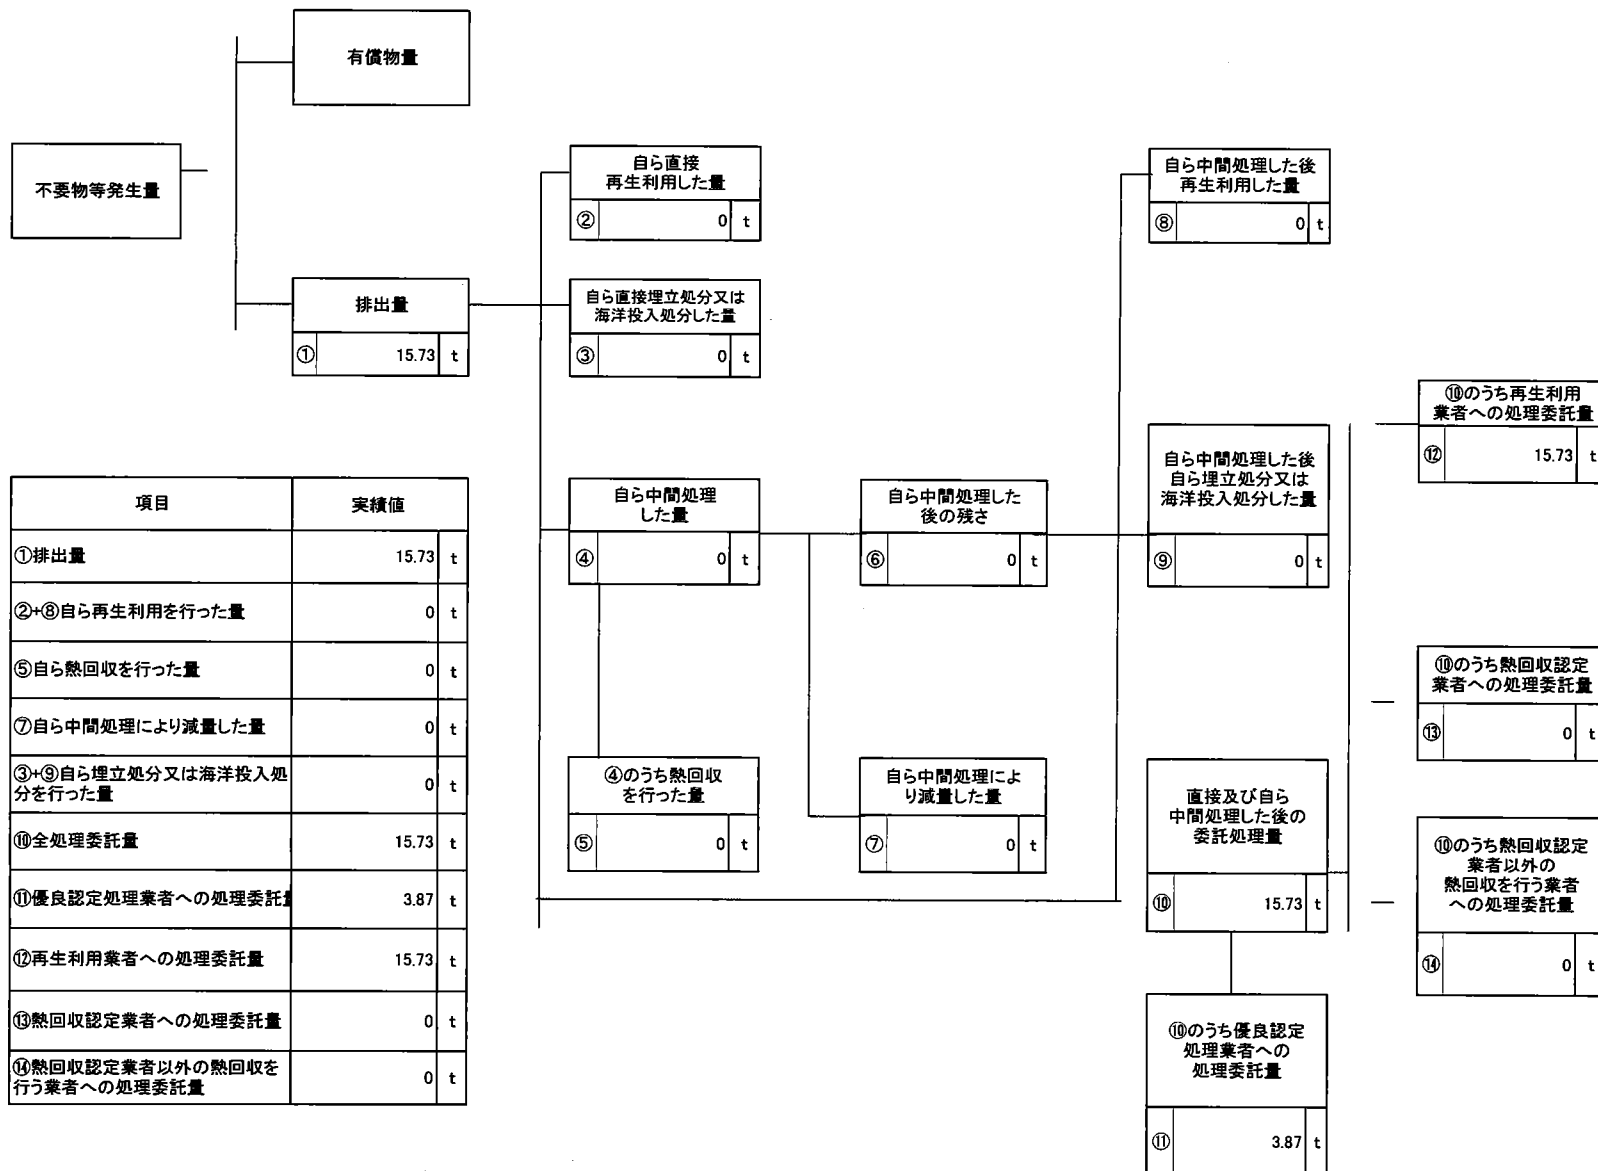 有償物量
不要物等発生量
排出量
① 15.73 t
自ら直接
再生利用した量
② 0 t
自ら直接埋立処分又は
海洋投入処分した量
③ 0 t
自ら中間処理
した量
④ 0 t
④のうち熱回収
を行った量
⑤ 0 t
自ら中間処理した
後の残さ
⑥ 0 t
自ら中間処理によ
り減量した量
⑦ 0 t
自ら中間処理した後
再生利用した量
⑧ 0 t
自ら中間処理した後
自ら埋立処分又は
海洋投入処分した量
⑨ 0 t
直接及び自ら
中間処理した後の
委託処理量
⑩ 15.73 t
⑩のうち優良認定
処理業者への
処理委託量
⑪ 3.87 t
⑩のうち再生利用
業者への処理委託量
⑫ 15.73 t
⑩のうち熱回収認定
業者への処理委託量
⑬ 0 t
⑩のうち熱回収認定
業者以外の
熱回収を行う業者
への処理委託量
⑭ 0 t
項目 実績値
①排出量 15.73 t
②+⑧自ら再生利用を行った量 0 t
⑤自ら熱回収を行った量 0 t
⑦自ら中間処理により減量した量 0 t
③+⑨自ら埋立処分又は海洋投入処
分を行った量 0 t
⑩全処理委託量 15.73 t
⑪優良認定処理業者への処理委託 3.87 t
⑫再生利用業者への処理委託量 15.73 t
⑬熱回収認定業者への処理委託量 0 t
⑭熱回収認定業者以外の熱回収を
行う業者への処理委託量 0 t